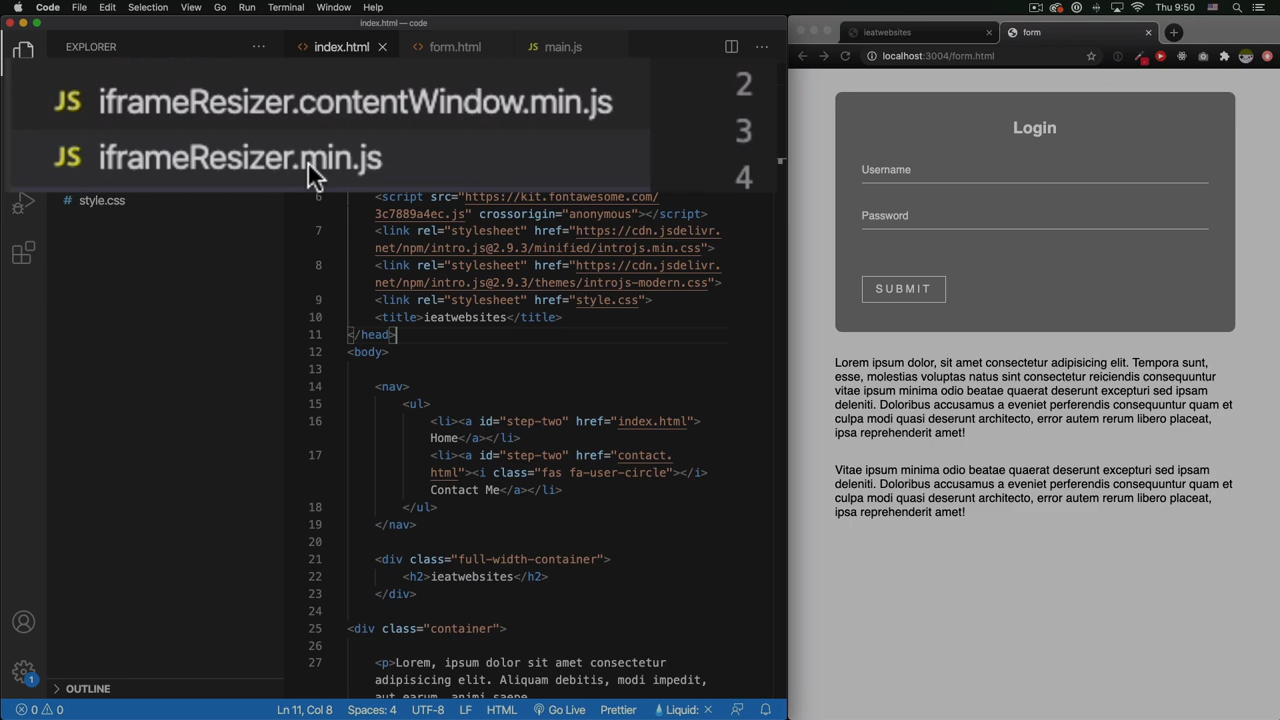 Code File Edit Selection View Go Run Terminal Window Help Thu 9:50
index.html — code
EXPLORER
index.html
form.html
main.js
JS iframeResizer.contentWindow.min.js
JS iframeResizer.min.js
# style.css
2
3
4
6 <script src="https://kit.fontawesome.com/
3c7889a4ec.js" crossorigin="anonymous"></script>
7 <link rel="stylesheet" href="https://cdn.jsdelivr.
net/npm/intro.js@2.9.3/minified/introjs.min.css">
8 <link rel="stylesheet" href="https://cdn.jsdelivr.
net/npm/intro.js@2.9.3/themes/introjs-modern.css">
9 <link rel="stylesheet" href="style.css">
10 <title>ieatwebsites</title>
11 </head>
12 <body>
13
14 <nav>
15 <ul>
16 <li><a id="step-two" href="index.html">
Home</a></li>
17 <li><a id="step-two" href="contact.
html"><i class="fas fa-user-circle"></i>
Contact Me</a></li>
18 </ul>
19 </nav>
20
21 <div class="full-width-container">
22 <h2>ieatwebsites</h2>
23 </div>
24
25 <div class="container">
26
27 <p>Lorem, ipsum dolor sit amet consectetur
adipisicing elit. Aliquam debitis, modi impedit,
aut earum, animi saepe
OUTLINE
1
0 0 Ln 11, Col 8 Spaces: 4 UTF-8 LF HTML Go Live Prettier Liquid:
ieatwebsites
form
localhost:3004/form.html
Login
Username
Password
SUBMIT
Lorem ipsum dolor, sit amet consectetur adipisicing elit. Tempora sunt,
esse, molestias voluptas natus sint consectetur reiciendis consequuntur
vitae ipsum minima odio beatae quaerat deserunt excepturi sed ipsam
deleniti. Doloribus accusamus a eveniet perferendis consequuntur quam et
culpa modi quasi deserunt architecto, error autem rerum libero placeat,
ipsa reprehenderit amet!
Vitae ipsum minima odio beatae quaerat deserunt excepturi sed ipsam
deleniti. Doloribus accusamus a eveniet perferendis consequuntur quam et
culpa modi quasi deserunt architecto, error autem rerum libero placeat,
ipsa reprehenderit amet!